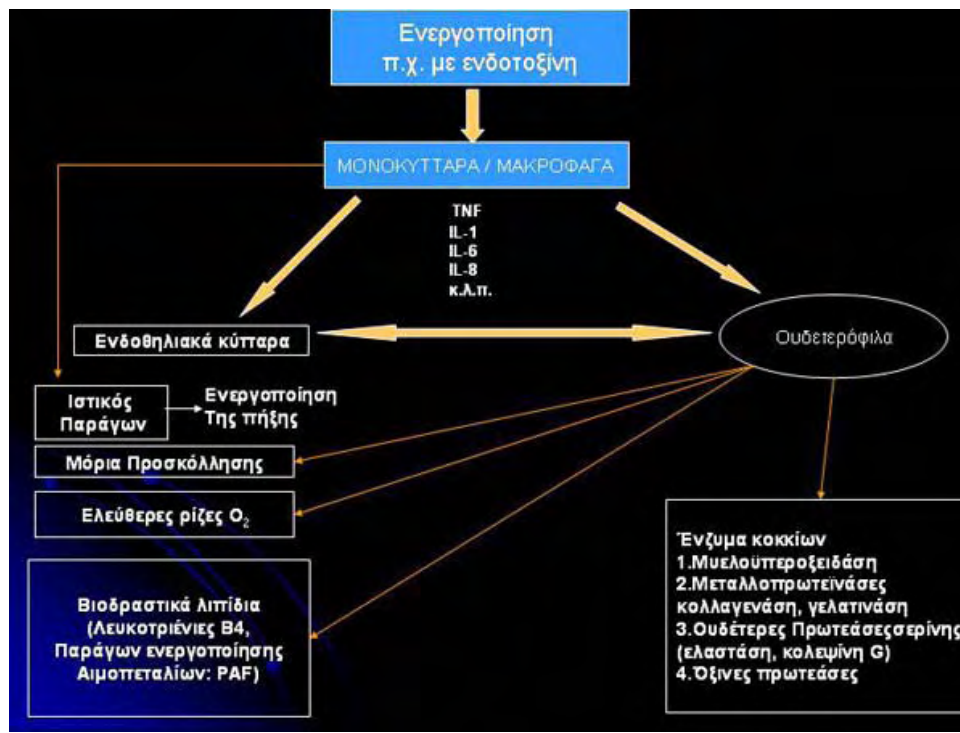 Ενεργοποίηση
π.χ. με ενδοτοξίνη
ΜΟΝΟΚΥΤΤΑΡΑ / ΜΑΚΡΟΦΑΓΑ
TNF
IL-1
IL-6
IL-8
κ.λ.π.
Ενδοθηλιακά κύτταρα
Ουδετερόφιλα
Ιστικός
Παράγων
Ενεργοποίηση
Της πήξης
Μόρια Προσκόλλησης
Ελεύθερες ρίζες O₂
Βιοδραστικά λιπίδια
(Λευκοτριένιες B4,
Παράγων ενεργοποίησης
Αιμοπεταλίων: PAF)
Ένζυμα κοκκίων
1.Μυελοϋπεροξειδάση
2.Μεταλλοπρωτεϊνάσες
κολλαγενάση, γελατινάση
3.Ουδέτερες Πρωτεάσεςσερίνης
(ελαστάση, κολεψίνη G)
4.Όξινες πρωτεάσες